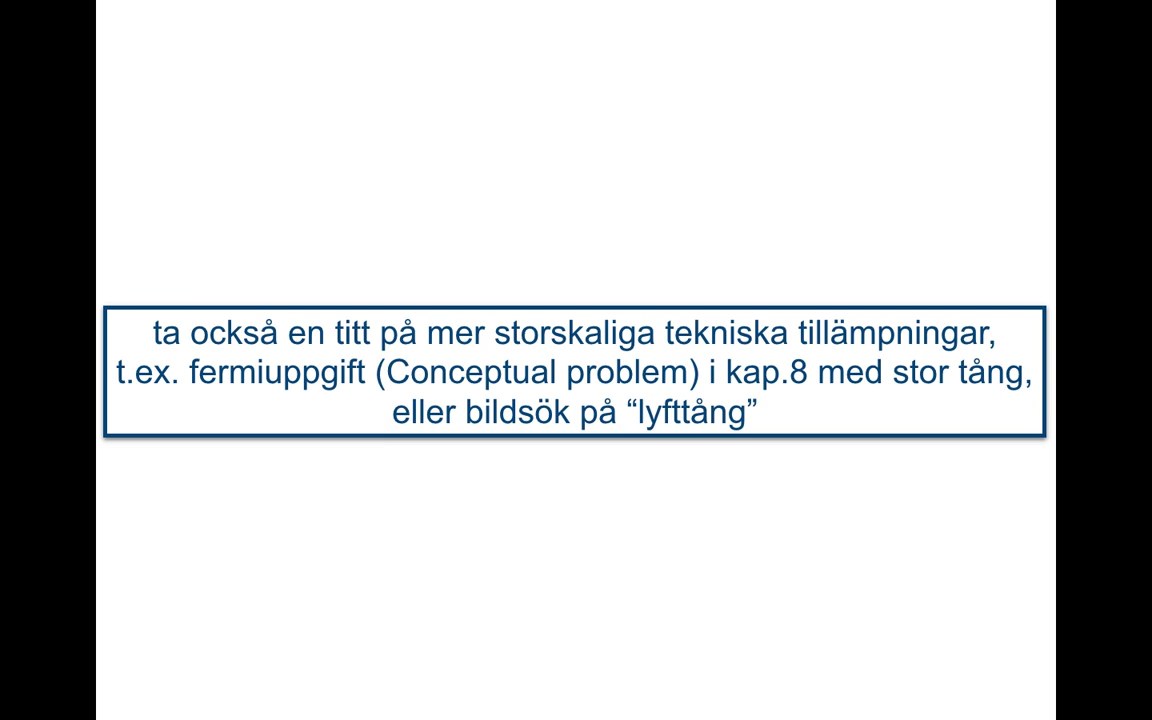 ta också en titt på mer storskaliga tekniska tillämpningar,
t.ex. fermiuppgift (Conceptual problem) i kap.8 med stor tång,
eller bildsök på “lyfttång”